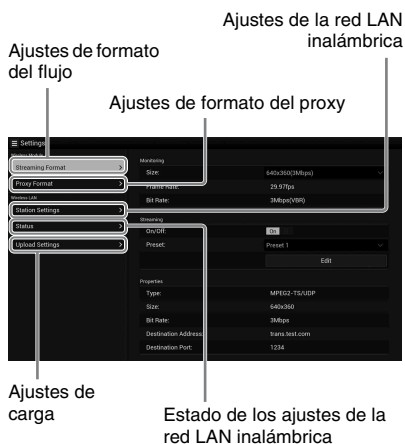 Ajustes de la red LAN
inalámbrica
Ajustes de formato
del flujo
Ajustes de formato del proxy
Settings
Wireless Module
Streaming Format
Proxy Format
Wireless LAN
Station Settings
Status
Upload Settings
Monitoring
Size: 640x360(3Mbps)
Frame Rate: 29.97fps
Bit Rate: 3Mbps(VBR)
Streaming
On/Off: On
Preset: Preset 1
Edit
Properties
Type: MPEG2-TS/UDP
Size: 640x360
Bit Rate: 3Mbps
Destination Address: trans.test.com
Destination Port: 1234
Ajustes de
carga
Estado de los ajustes de la
red LAN inalámbrica